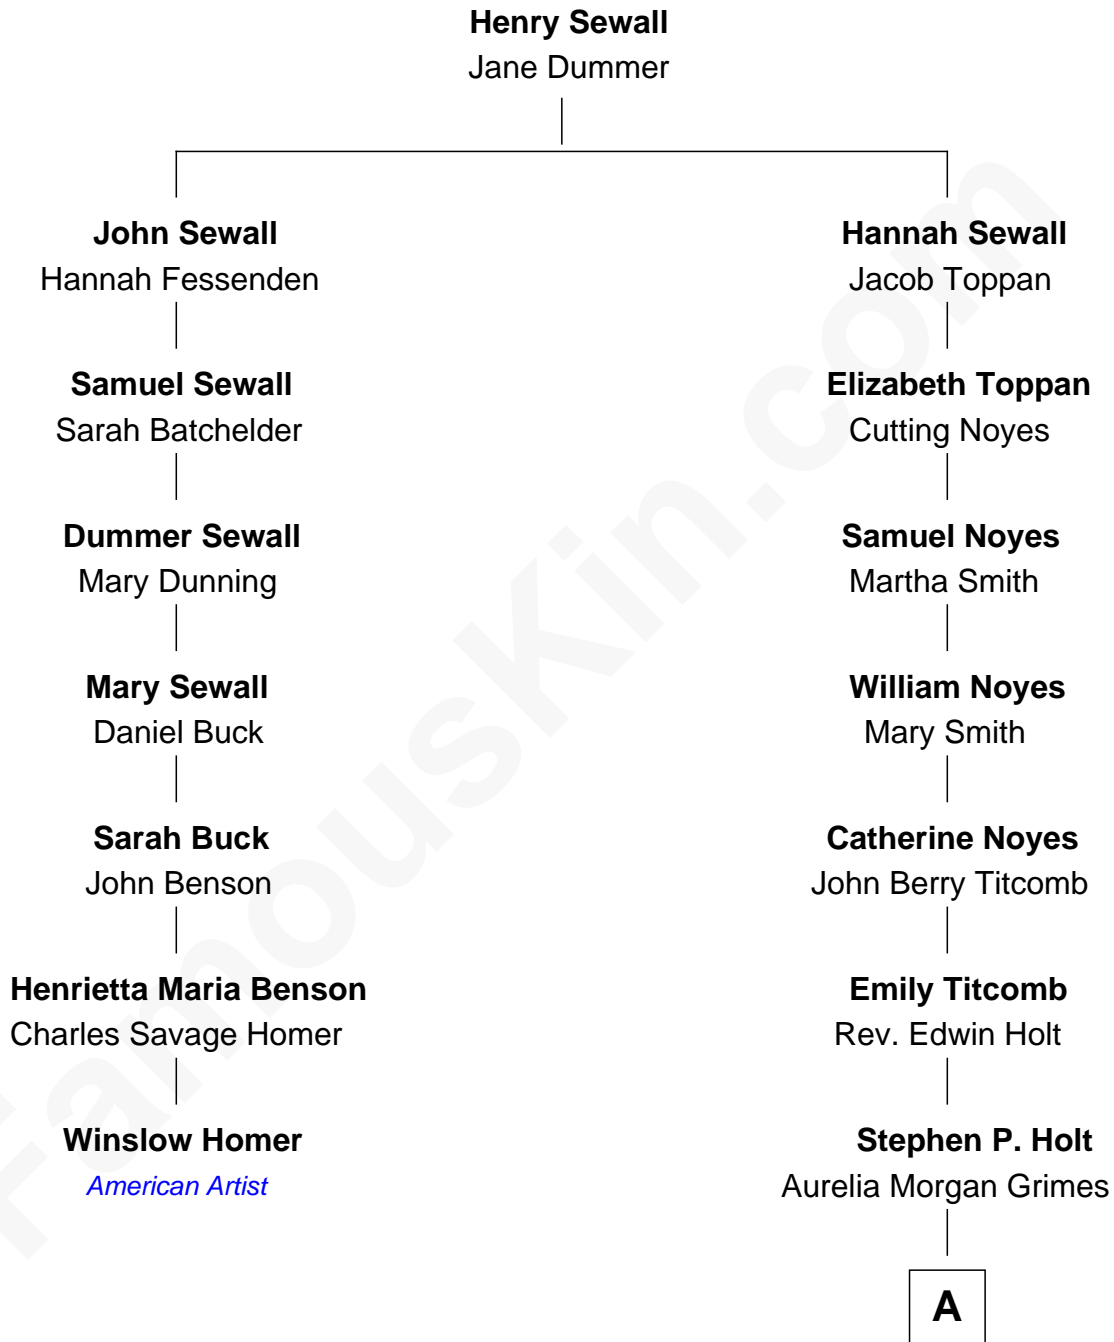 Henry Sewall
Jane Dummer
John Sewall
Hannah Fessenden
Hannah Sewall
Jacob Toppan
Samuel Sewall
Sarah Batchelder
Elizabeth Toppan
Cutting Noyes
Dummer Sewall
Mary Dunning
Samuel Noyes
Martha Smith
Mary Sewall
Daniel Buck
William Noyes
Mary Smith
Sarah Buck
John Benson
Catherine Noyes
John Berry Titcomb
Henrietta Maria Benson
Charles Savage Homer
Emily Titcomb
Rev. Edwin Holt
Winslow Homer
American Artist
Stephen P. Holt
Aurelia Morgan Grimes
A
FamousKin.com